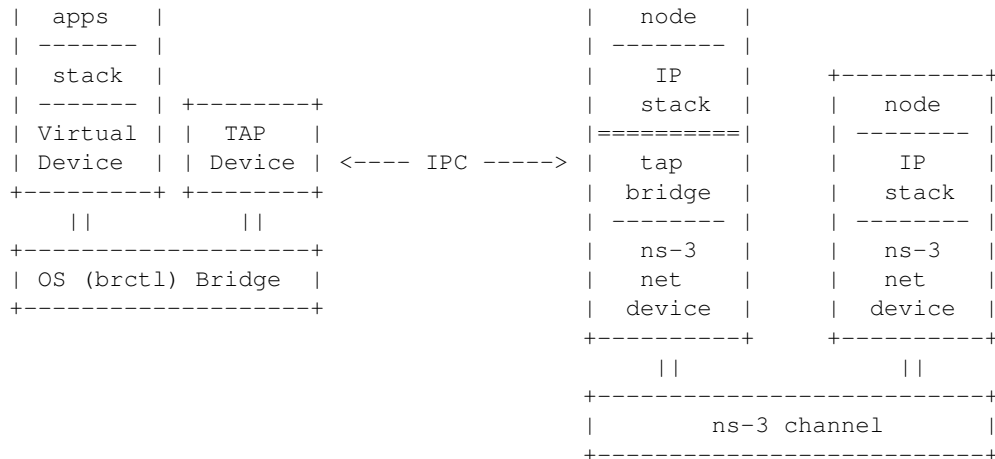 |  apps   |                             |   node   |
| ------- |                             | -------- |
|  stack  |                             |    IP    |     +----------+
| ------- | +--------+                  |   stack  |     |   node   |
| Virtual | |  TAP   |                  |==========|     | -------- |
| Device  | | Device | <---- IPC -----> |   tap    |     |    IP    |
+---------+ +--------+                  |  bridge  |     |   stack  |
    ||          ||                      | -------- |     | -------- |
+--------------------+                  |   ns-3   |     |   ns-3   |
| OS (brctl) Bridge  |                  |   net    |     |   net    |
+--------------------+                  |  device  |     |  device  |
                                        +----------+     +----------+
                                             ||               ||
                                        +---------------------------+
                                        |        ns-3 channel       |
                                        +---------------------------+